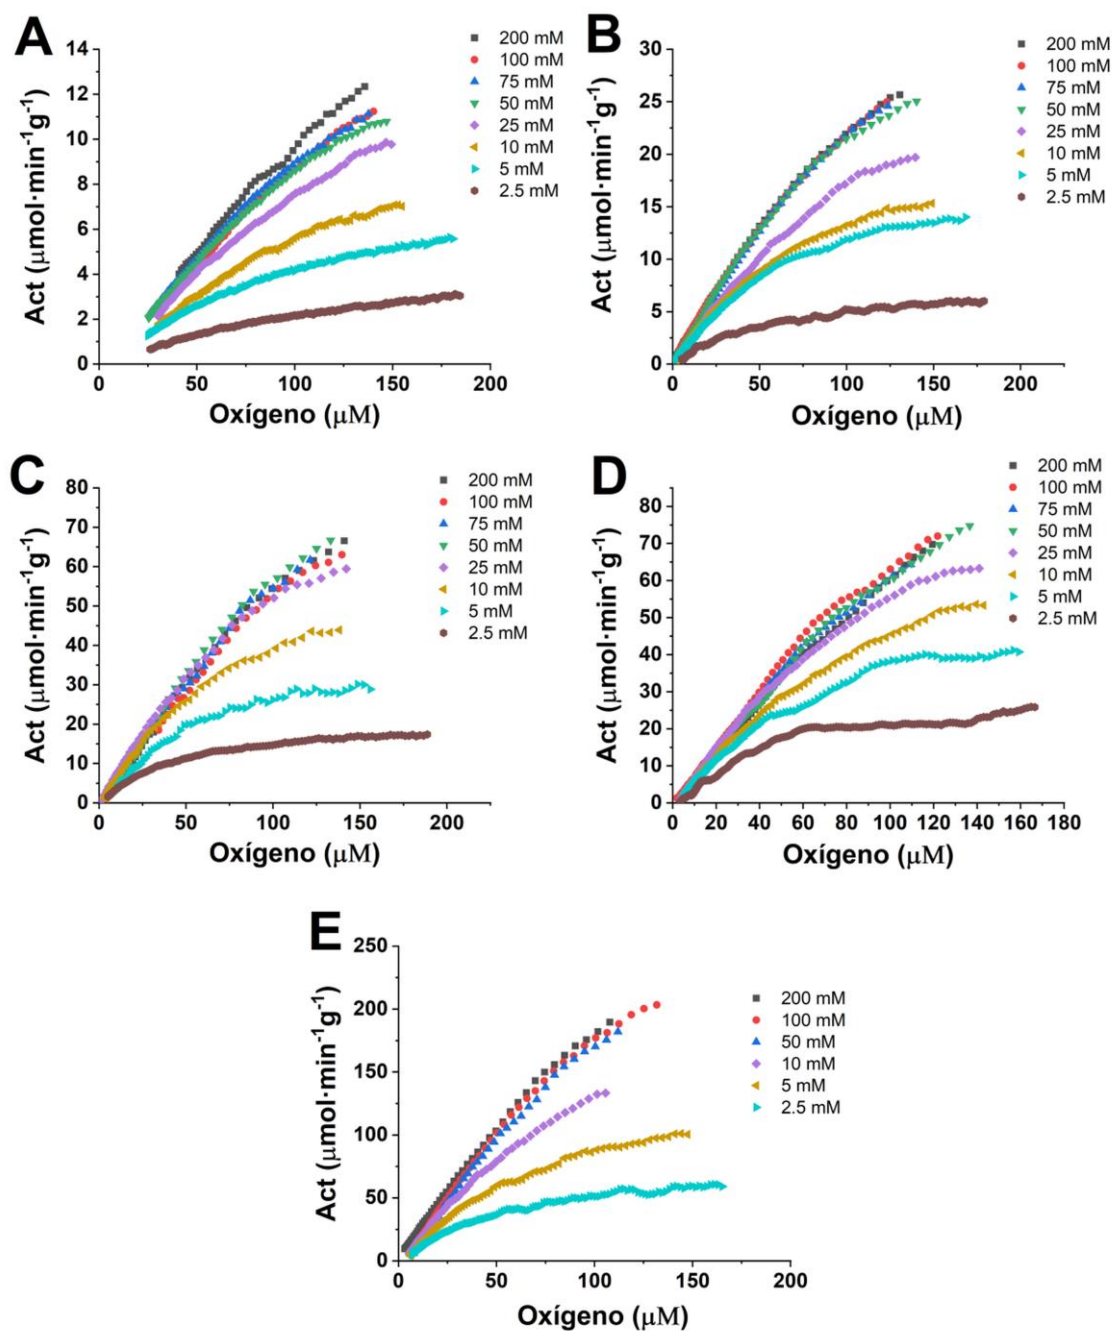 A
Act (μmol·min⁻¹g⁻¹)
14
12
10
8
6
4
2
0
0 50 100 150 200
Oxígeno (μM)
200 mM
100 mM
75 mM
50 mM
25 mM
10 mM
5 mM
2.5 mM
B
Act (μmol·min⁻¹g⁻¹)
30
25
20
15
10
5
0
0 50 100 150 200
Oxígeno (μM)
200 mM
100 mM
75 mM
50 mM
25 mM
10 mM
5 mM
2.5 mM
C
Act (μmol·min⁻¹g⁻¹)
80
70
60
50
40
30
20
10
0
0 50 100 150 200
Oxígeno (μM)
200 mM
100 mM
75 mM
50 mM
25 mM
10 mM
5 mM
2.5 mM
D
Act (μmol·min⁻¹g⁻¹)
80
70
60
50
40
30
20
10
0
0 20 40 60 80 100 120 140 160 180
Oxígeno (μM)
200 mM
100 mM
75 mM
50 mM
25 mM
10 mM
5 mM
2.5 mM
E
Act (μmol·min⁻¹g⁻¹)
250
200
150
100
50
0
0 50 100 150 200
Oxígeno (μM)
200 mM
100 mM
50 mM
10 mM
5 mM
2.5 mM